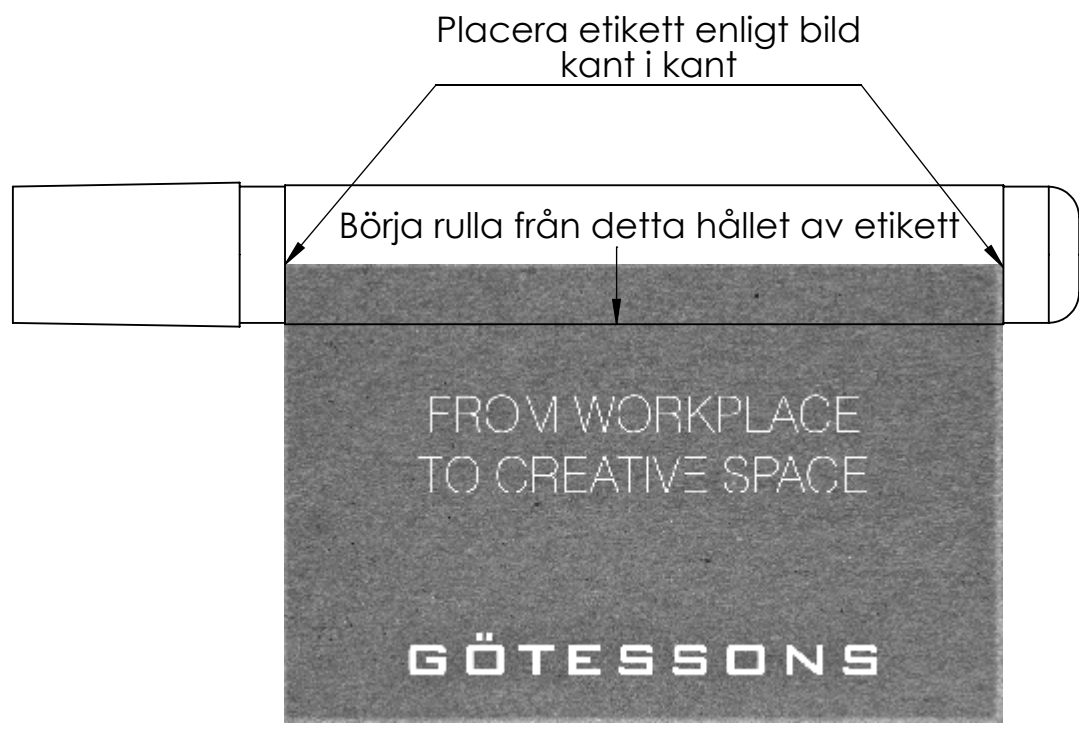 Placera etikett enligt bild
kant i kant
Börja rulla från detta hållet av etikett
FROM WORKPLACE
TO CREATIVE SPACE
GÖTESSONS